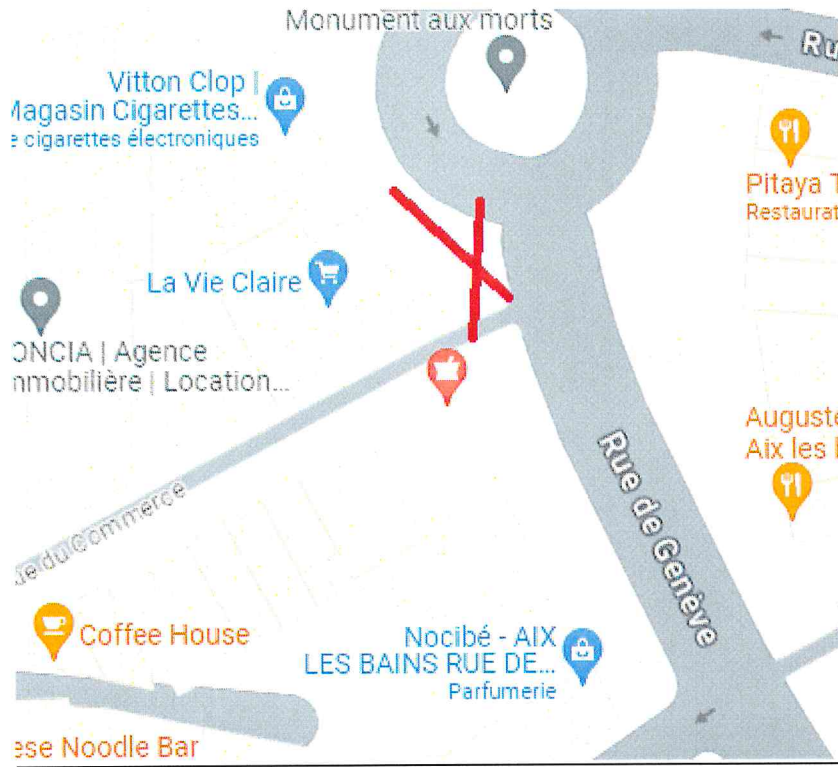 Monument aux morts
Ru
Vitton Clop |
Magasin Cigarettes...
e cigarettes électroniques
Pitaya T
Restaurat
La Vie Claire
ONCIA | Agence
mmobilière | Location...
Auguste
Aix les
Rue de Genève
ue du Commerce
Coffee House
Nocibé - AIX
LES BAINS RUE DE...
Parfumerie
ese Noodle Bar